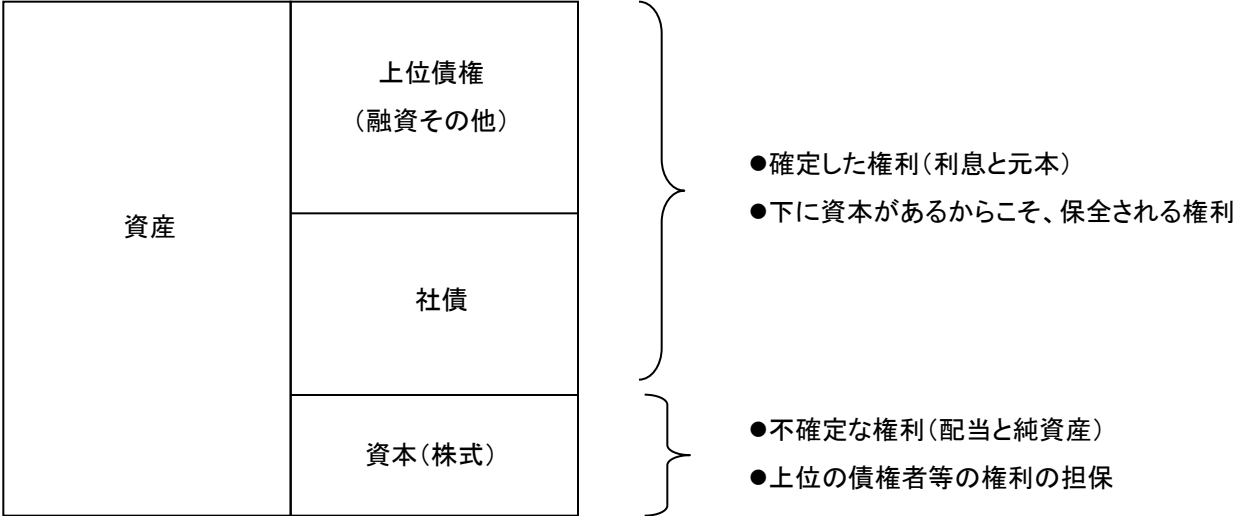 資産
上位債権
（融資その他）
社債
資本（株式）
●確定した権利（利息と元本）
●下に資本があるからこそ、保全される権利
●不確定な権利（配当と純資産）
●上位の債権者等の権利の担保